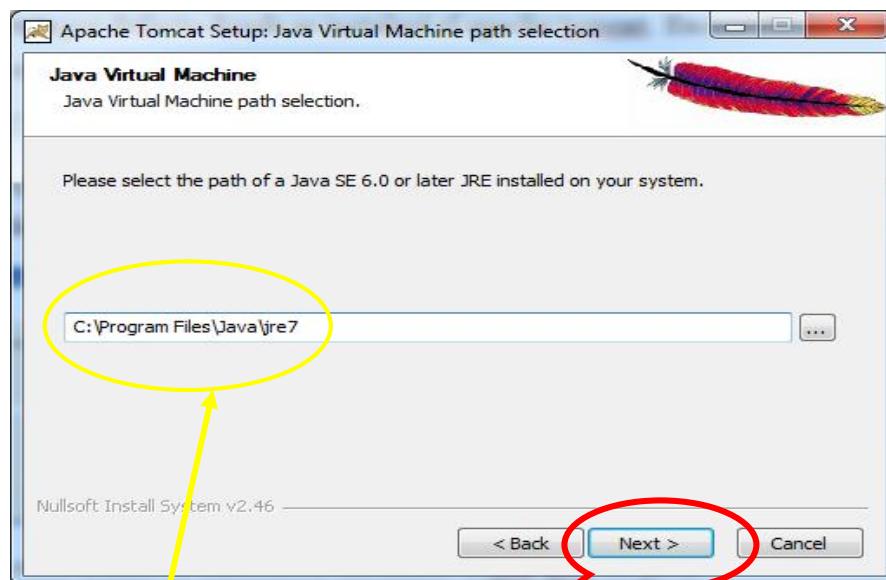 Apache Tomcat Setup: Java Virtual Machine path selection
Java Virtual Machine
Java Virtual Machine path selection.
Please select the path of a Java SE 6.0 or later JRE installed on your system.
C:\Program Files\Java\jre7
...
Nullsoft Install System v2.46
< Back
Next >
Cancel